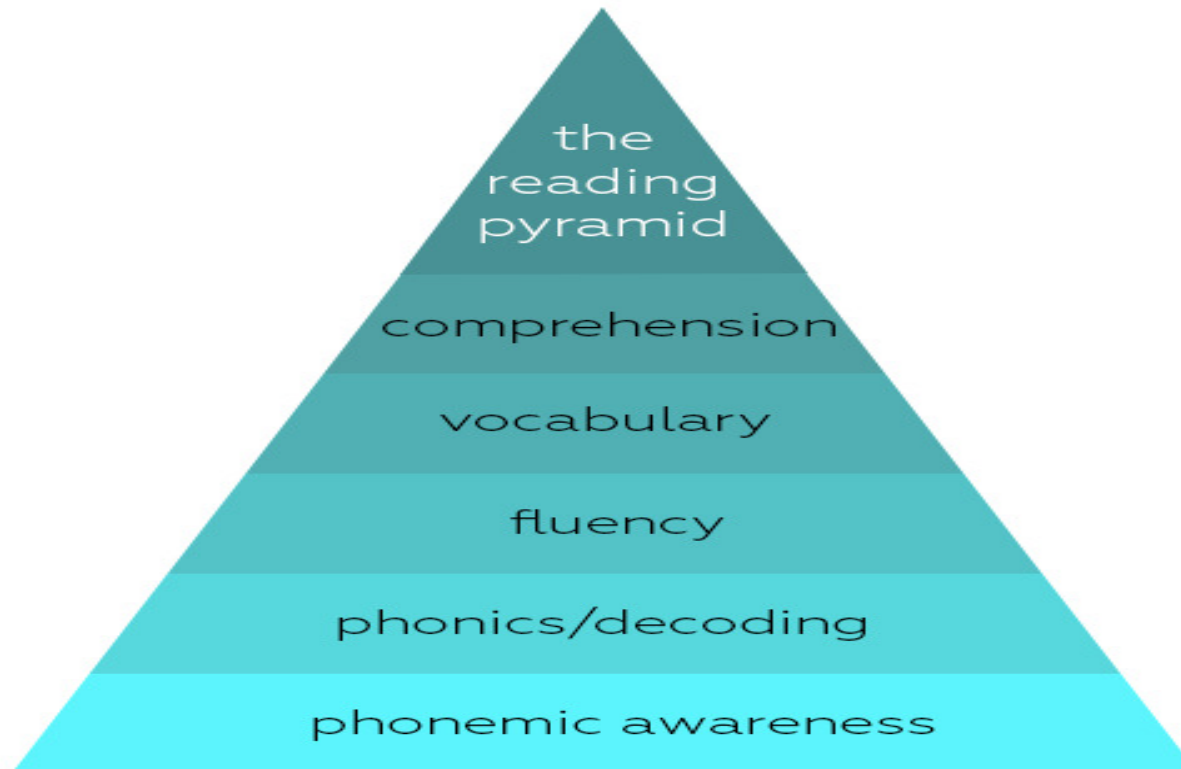 the
reading
pyramid
comprehension
vocabulary
fluency
phonics/decoding
phonemic awareness